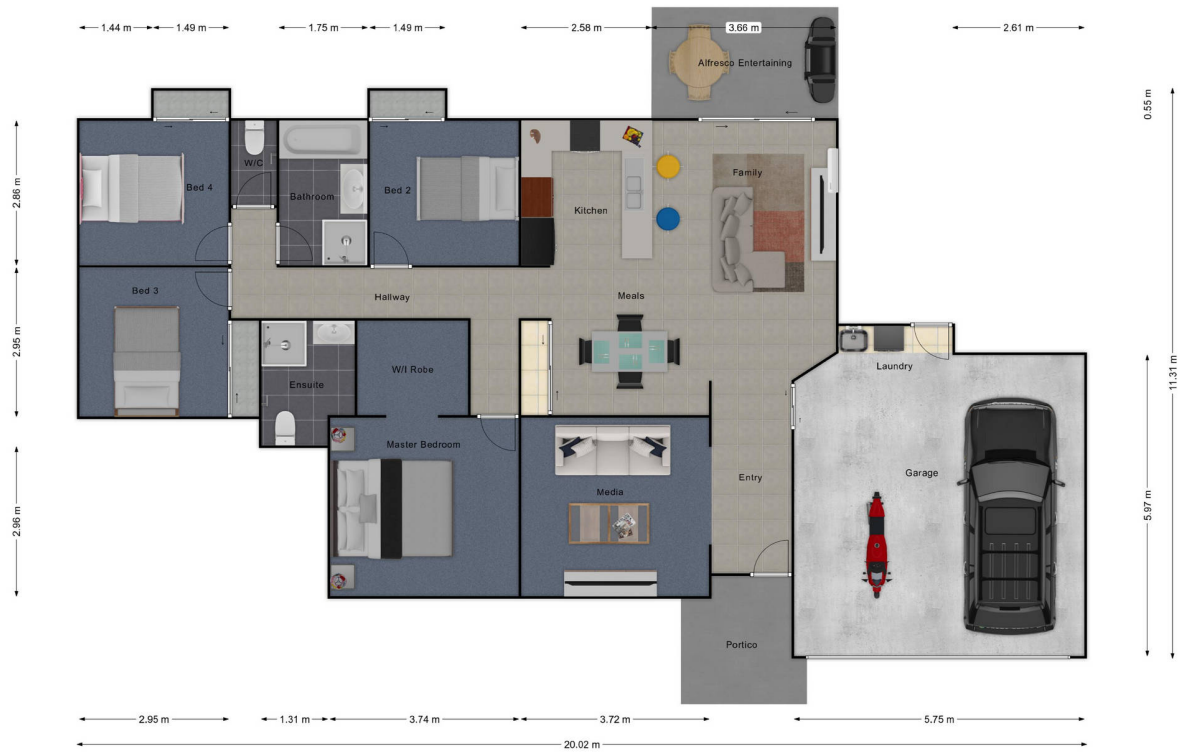 1.44 m
1.49 m
1.75 m
1.49 m
2.58 m
3.66 m
2.61 m
Alfresco Entertaining
0.55 m
W/C
Family
Bed 4
Bed 2
Bathroom
2.86 m
Kitchen
Bed 3
Hallway
Meals
2.95 m
11.31 m
Laundry
W/I Robe
Ensuite
Master Bedroom
Garage
Entry
Media
2.96 m
5.97 m
Portico
2.95 m
1.31 m
3.74 m
3.72 m
5.75 m
20.02 m